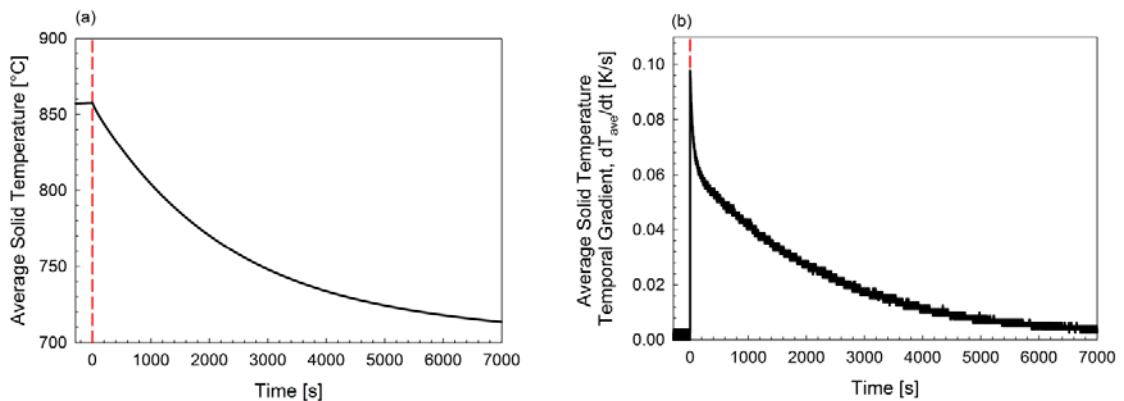 (a)
Average Solid Temperature [°C]
900
850
800
750
700
0 1000 2000 3000 4000 5000 6000 7000
Time [s]
(b)
Average Solid Temperature
Temporal Gradient, dTave/dt [K/s]
0.10
0.08
0.06
0.04
0.02
0.00
0 1000 2000 3000 4000 5000 6000 7000
Time [s]